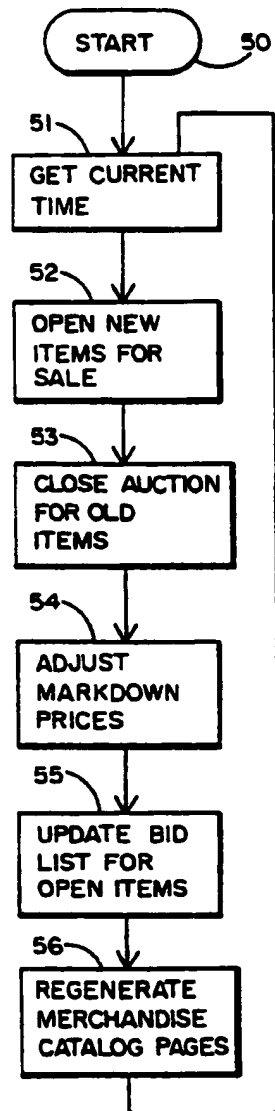 START
50
51
GET CURRENT
TIME
52
OPEN NEW
ITEMS FOR
SALE
53
CLOSE AUCTION
FOR OLD
ITEMS
54
ADJUST
MARKDOWN
PRICES
55
UPDATE BID
LIST FOR
OPEN ITEMS
56
REGENERATE
MERCHANDISE
CATALOG PAGES